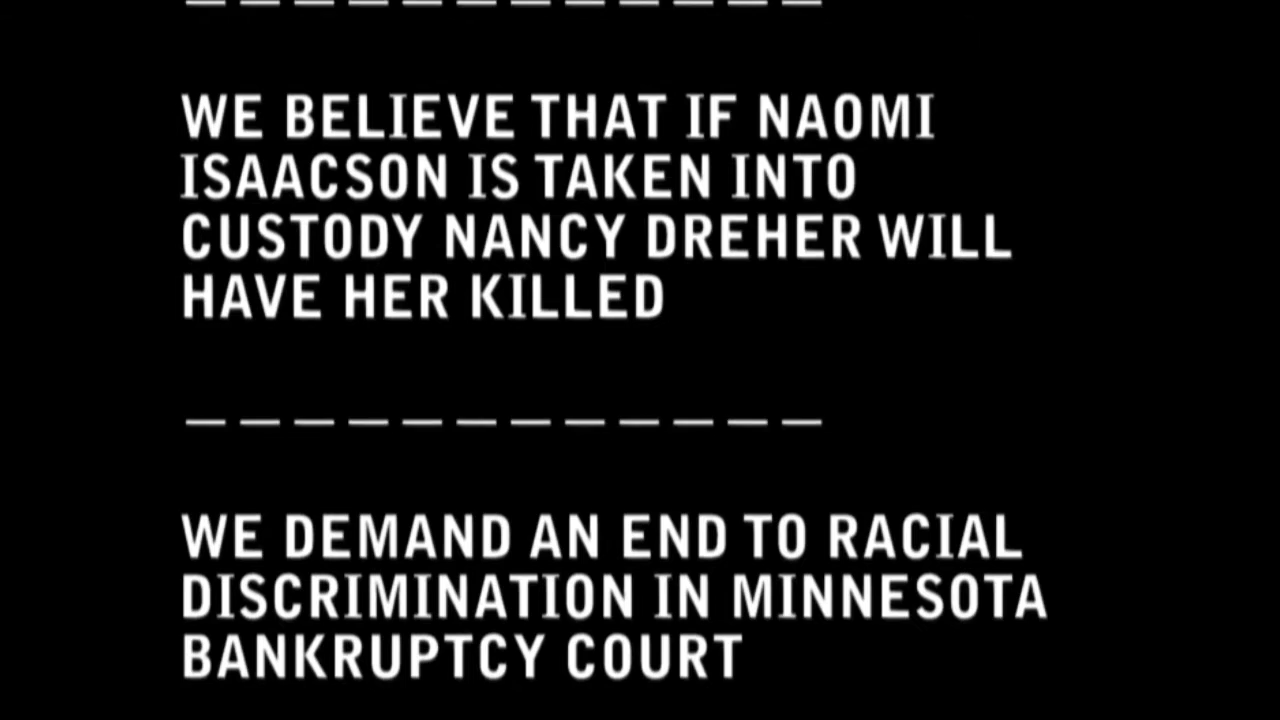 — — — — — — — — — — — —
WE BELIEVE THAT IF NAOMI
ISAACSON IS TAKEN INTO
CUSTODY NANCY DREHER WILL
HAVE HER KILLED
— — — — — — — — — — — —
WE DEMAND AN END TO RACIAL
DISCRIMINATION IN MINNESOTA
BANKRUPTCY COURT